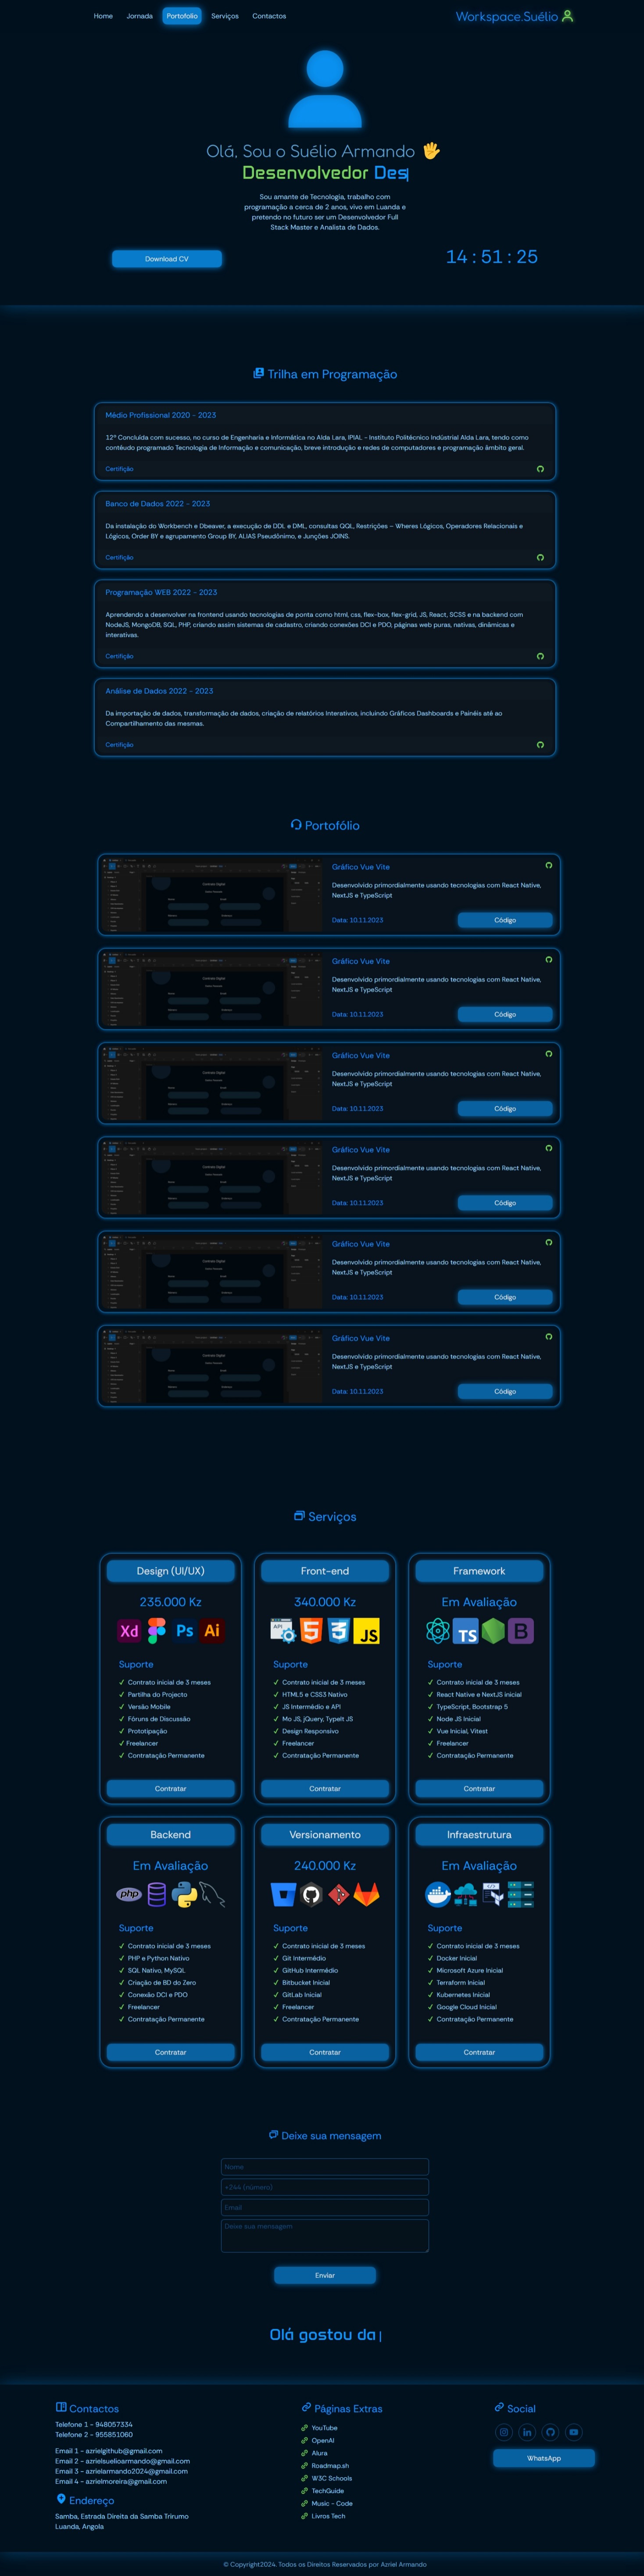 Home Jornada Portofolio Serviços Contactos
Workspace.Suélio
Olá, Sou o Suélio Armando
Desenvolvedor Des
Sou amante de Tecnologia, trabalho com
programação a cerca de 2 anos, vivo em Luanda e
pretendo no futuro ser um Desenvolvedor Full
Stack Master e Analista de Dados.
Download CV
14 : 51 : 25
Trilha em Programação
Médio Profissional 2020 - 2023
12ª Concluída com sucesso, no curso de Engenharia e Informática no Alda Lara, IPIAL - Instituto Politécnico Indústrial Alda Lara, tendo como
contéudo programado Tecnologia de Informação e comunicação, breve introdução e redes de computadores e programação âmbito geral.
Certifição
Banco de Dados 2022 - 2023
Da instalação do Workbench e Dbeaver, a execução de DDL e DML, consultas QQL, Restrições – Wheres Lógicos, Operadores Relacionais e
Lógicos, Order BY e agrupamento Group BY, ALIAS Pseudônimo, e Junções JOINS.
Certifição
Programação WEB 2022 - 2023
Aprendendo a desenvolver na frontend usando tecnologias de ponta como html, css, flex-box, flex-grid, JS, React, SCSS e na backend com
NodeJS, MongoDB, SQL, PHP, criando assim sistemas de cadastro, criando conexões DCI e PDO, páginas web puras, nativas, dinámicas e
interativas.
Certifição
Análise de Dados 2022 - 2023
Da importação de dados, transformação de dados, criação de relatórios Interativos, incluindo Gráficos Dashboards e Painéis até ao
Compartilhamento das mesmas.
Certifição
Portofólio
Gráfico Vue Vite
Desenvolvido primordialmente usando tecnologias com React Native,
NextJS e TypeScript
Data: 10.11.2023
Código
Gráfico Vue Vite
Desenvolvido primordialmente usando tecnologias com React Native,
NextJS e TypeScript
Data: 10.11.2023
Código
Gráfico Vue Vite
Desenvolvido primordialmente usando tecnologias com React Native,
NextJS e TypeScript
Data: 10.11.2023
Código
Gráfico Vue Vite
Desenvolvido primordialmente usando tecnologias com React Native,
NextJS e TypeScript
Data: 10.11.2023
Código
Gráfico Vue Vite
Desenvolvido primordialmente usando tecnologias com React Native,
NextJS e TypeScript
Data: 10.11.2023
Código
Gráfico Vue Vite
Desenvolvido primordialmente usando tecnologias com React Native,
NextJS e TypeScript
Data: 10.11.2023
Código
Serviços
Design (UI/UX)
235.000 Kz
Xd Ps Ai
Suporte
Contrato inicial de 3 meses
Partilha do Projecto
Versão Mobile
Fóruns de Discussão
Prototipação
Freelancer
Contratação Permanente
Contratar
Front-end
340.000 Kz
API 5 3 JS
Suporte
Contrato inicial de 3 meses
HTML5 e CSS3 Nativo
JS Intermédio e API
Mo JS, jQuery, TypeIt JS
Design Responsivo
Freelancer
Contratação Permanente
Contratar
Framework
Em Avaliação
TS B
Suporte
Contrato inicial de 3 meses
React Native e NextJS inicial
TypeScript, Bootstrap 5
Node JS Inicial
Vue Inicial, Vitest
Freelancer
Contratação Permanente
Contratar
Backend
Em Avaliação
php
Suporte
Contrato inicial de 3 meses
PHP e Python Nativo
SQL Nativo, MySQL
Criação de BD do Zero
Conexão DCI e PDO
Freelancer
Contratação Permanente
Contratar
Versionamento
240.000 Kz
Suporte
Contrato inicial de 3 meses
Git Intermédio
GitHub Intermédio
Bitbucket Inicial
GitLab Inicial
Freelancer
Contratação Permanente
Contratar
Infraestrutura
Em Avaliação
Suporte
Contrato inicial de 3 meses
Docker Inicial
Microsoft Azure Inicial
Terraform Inicial
Kubernetes Inicial
Google Cloud Inicial
Contratação Permanente
Contratar
Deixe sua mensagem
Nome
+244 (número)
Email
Deixe sua mensagem
Enviar
Olá gostou da
Contactos
Telefone 1 - 948057334
Telefone 2 - 955851060
Email 1 - azrielgithub@gmail.com
Email 2 - azrielsuelioarmando@gmail.com
Email 3 - azrielarmando2024@gmail.com
Email 4 - azrielmoreira@gmail.com
Endereço
Samba, Estrada Direita da Samba Trirumo
Luanda, Angola
Páginas Extras
YouTube
OpenAI
Alura
Roadmap.sh
W3C Schools
TechGuide
Music - Code
Livros Tech
Social
WhatsApp
© Copyright2024. Todos os Direitos Reservados por Azriel Armando